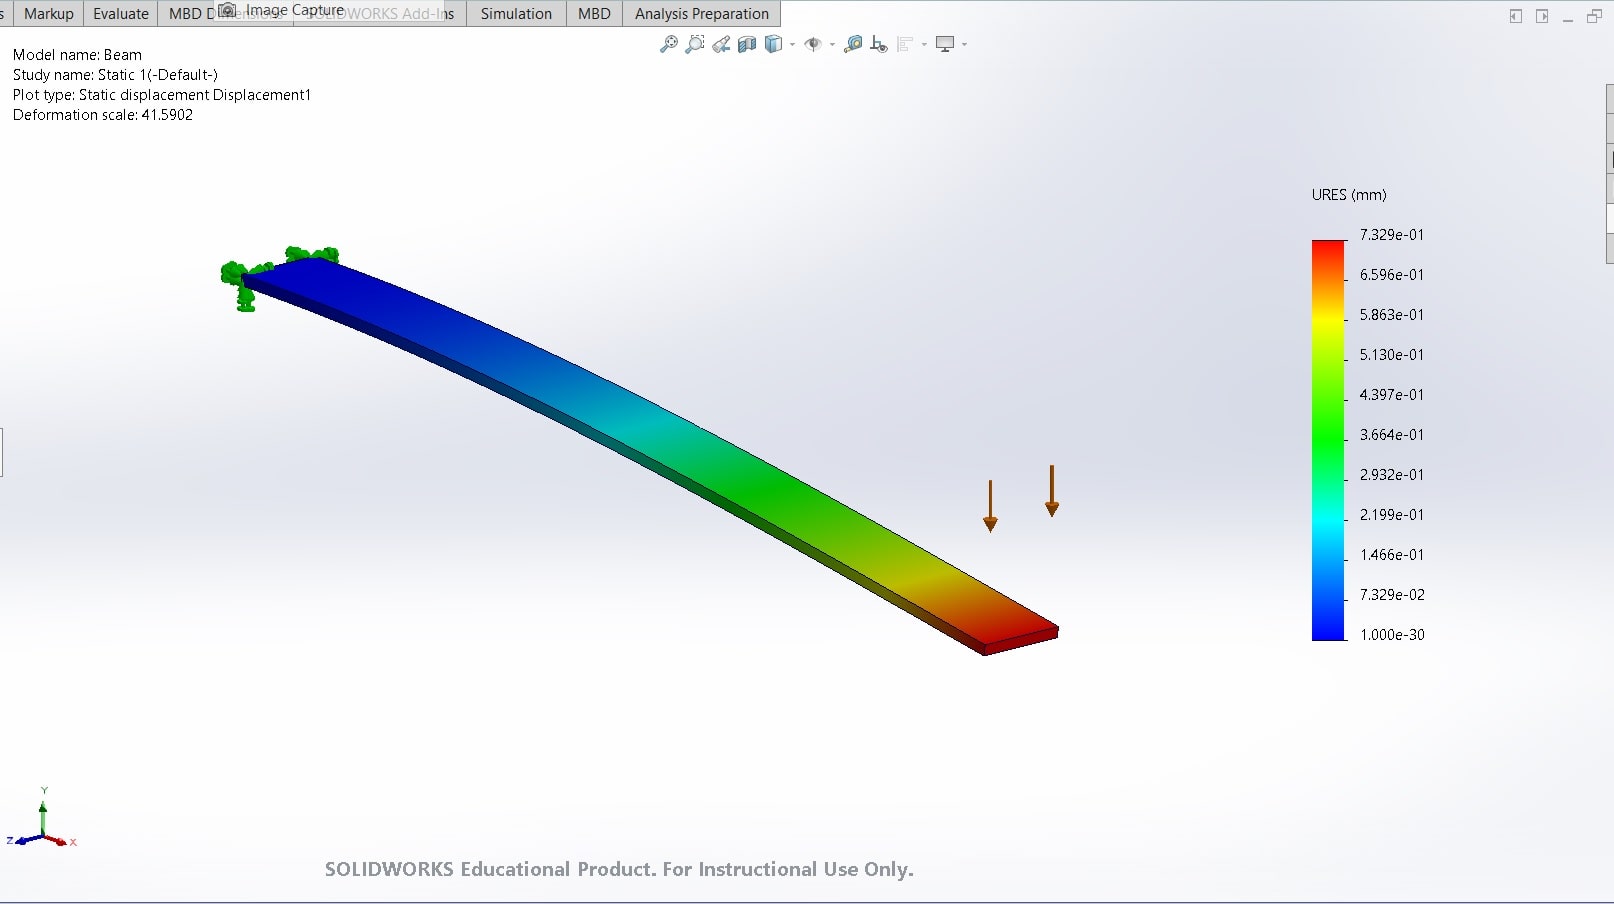 s Markup Evaluate MBD Dimensions SOLIDWORKS Add-Ins Simulation MBD Analysis Preparation
Image Capture
Model name: Beam
Study name: Static 1(-Default-)
Plot type: Static displacement Displacement1
Deformation scale: 41.5902
URES (mm)
7.329e-01
6.596e-01
5.863e-01
5.130e-01
4.397e-01
3.664e-01
2.932e-01
2.199e-01
1.466e-01
7.329e-02
1.000e-30
Y
Z
X
SOLIDWORKS Educational Product. For Instructional Use Only.